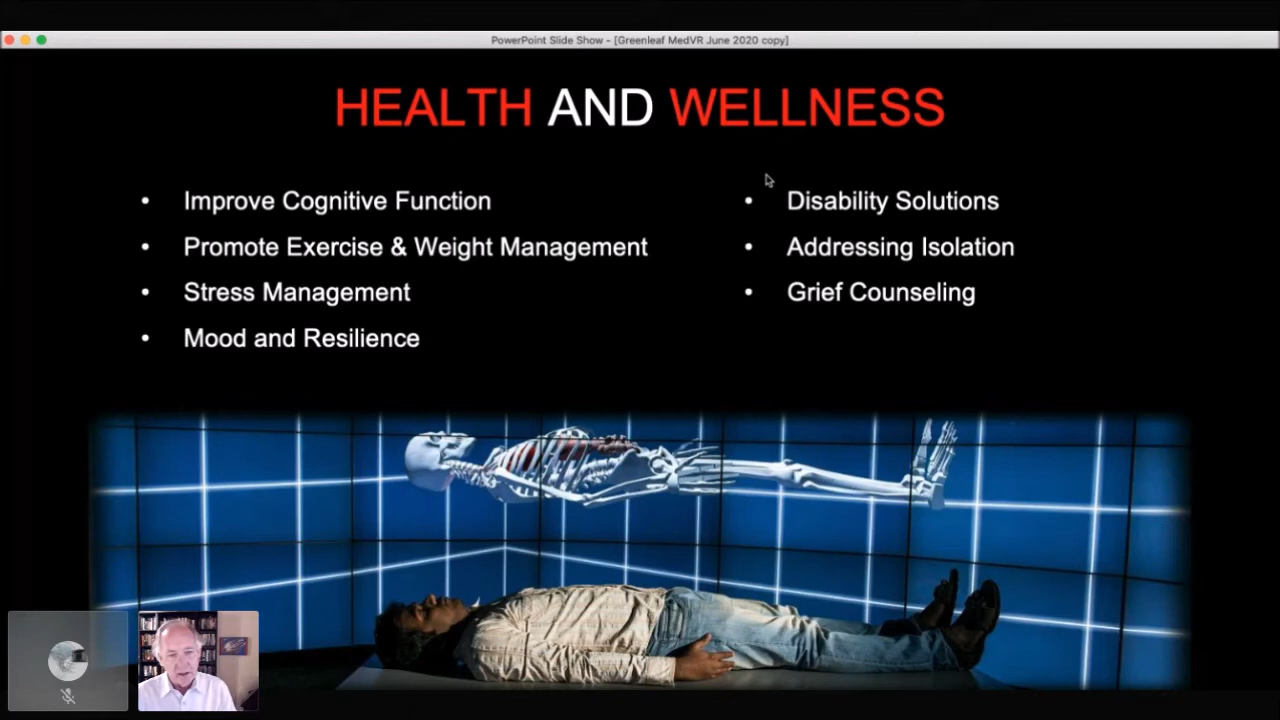 PowerPoint Slide Show - [Greenleaf MedVR June 2020 copy]
HEALTH AND WELLNESS
• Improve Cognitive Function
• Promote Exercise & Weight Management
• Stress Management
• Mood and Resilience
• Disability Solutions
• Addressing Isolation
• Grief Counseling